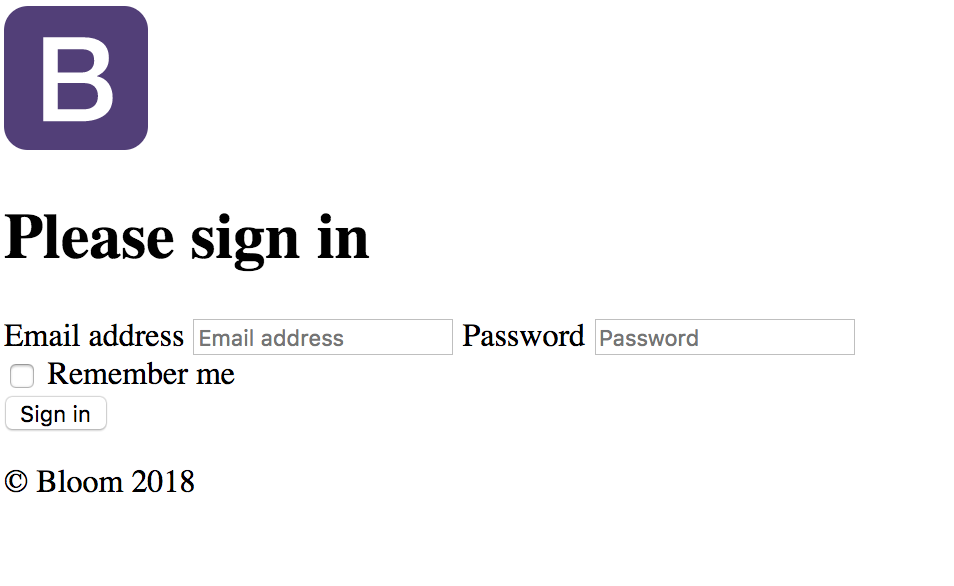 B
Please sign in
Email address Email address Password Password
Remember me
Sign in
© Bloom 2018